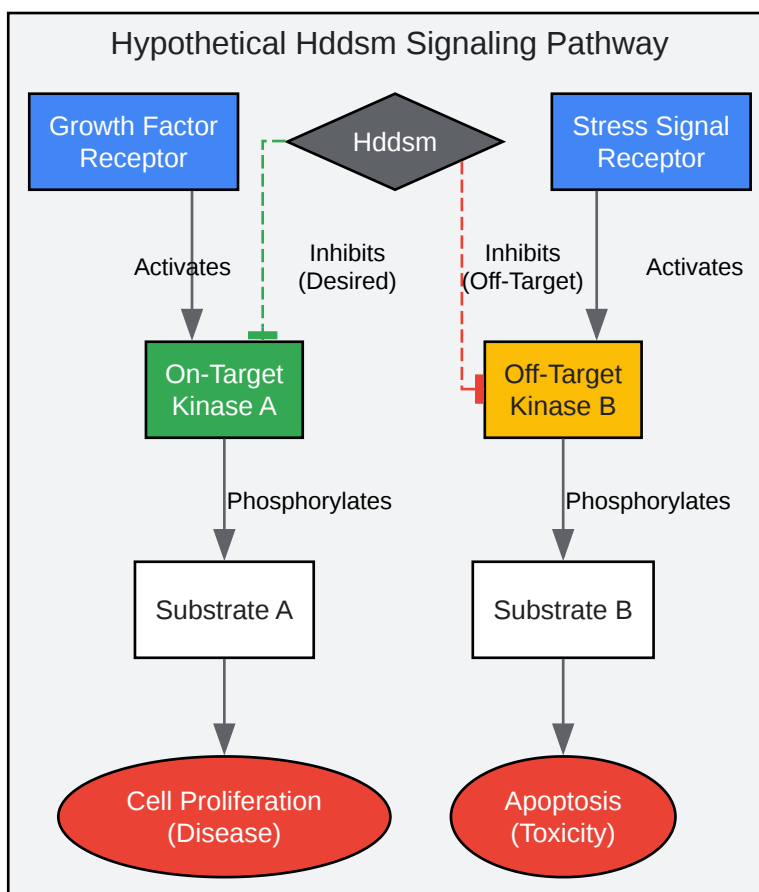 Hypothetical Hddsm Signaling Pathway
Growth Factor
Receptor
Hddsm
Stress Signal
Receptor
Activates
Inhibits
(Desired)
Inhibits
(Off-Target)
Activates
On-Target
Kinase A
Off-Target
Kinase B
Phosphorylates
Phosphorylates
Substrate A
Substrate B
Cell Proliferation
(Disease)
Apoptosis
(Toxicity)